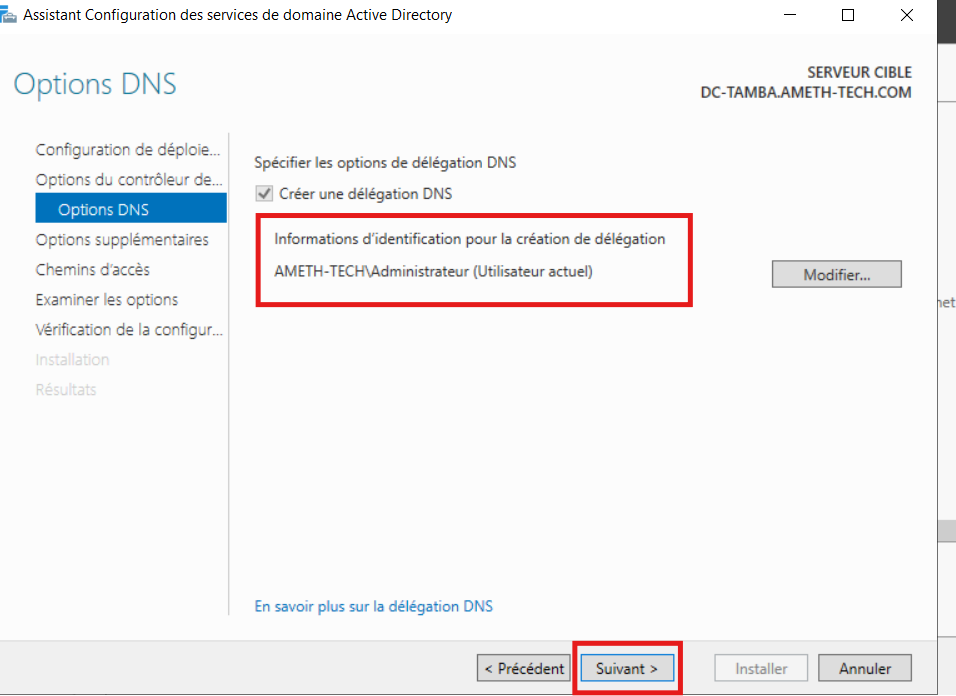 Assistant Configuration des services de domaine Active Directory
Options DNS
SERVEUR CIBLE
DC-TAMBA.AMETH-TECH.COM
Configuration de déploie...
Options du contrôleur de...
Options DNS
Options supplémentaires
Chemins d'accès
Examiner les options
Vérification de la configur...
Installation
Résultats
Spécifier les options de délégation DNS
Créer une délégation DNS
Informations d'identification pour la création de délégation
AMETH-TECH\Administrateur (Utilisateur actuel)
Modifier...
En savoir plus sur la délégation DNS
< Précédent
Suivant >
Installer
Annuler